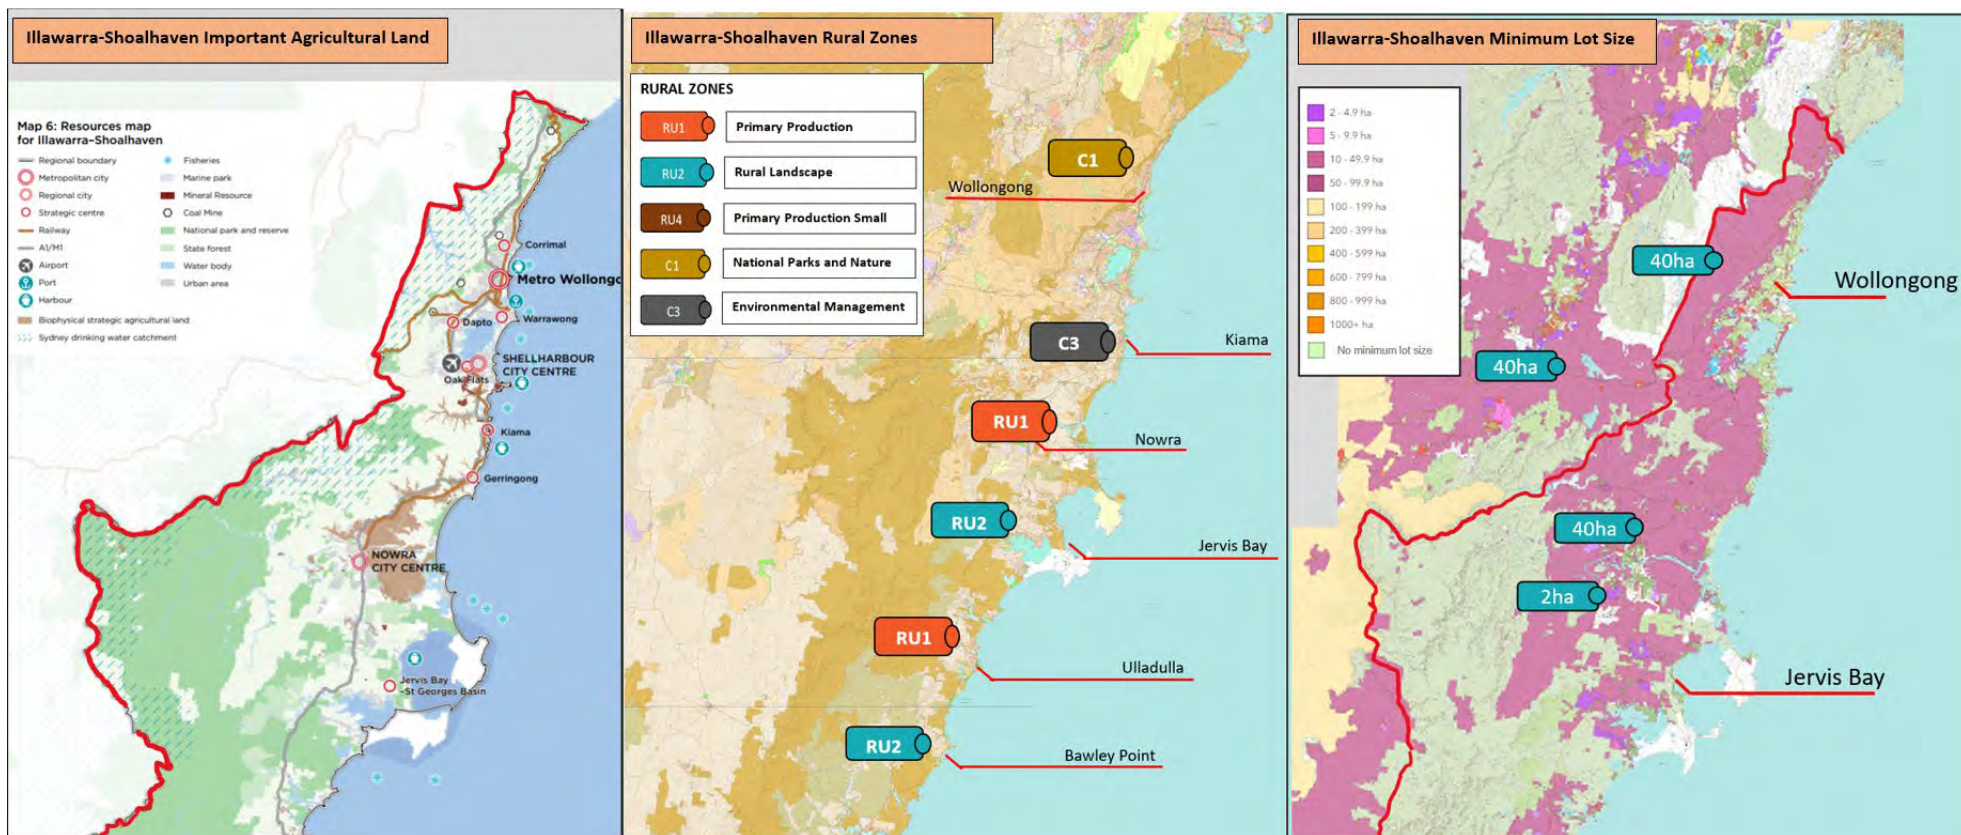 Illawarra-Shoalhaven Important Agricultural Land
Map 6: Resources map
for Illawarra–Shoalhaven
Regional boundary
Metropolitan city
Regional city
Strategic centre
Railway
A1/M1
Airport
Port
Harbour
Biophysical strategic agricultural land
Sydney drinking water catchment
Fisheries
Marine park
Mineral Resource
Coal Mine
National park and reserve
State forest
Water body
Urban area
Corrimal
Metro Wollongo
Dapto
Warrawong
SHELLHARBOUR
CITY CENTRE
Oak Flats
Kiama
Gerringong
NOWRA
CITY CENTRE
Jervis Bay
–St Georges Basin
Illawarra-Shoalhaven Rural Zones
RURAL ZONES
RU1 Primary Production
RU2 Rural Landscape
RU4 Primary Production Small
C1 National Parks and Nature
C3 Environmental Management
C1
Wollongong
C3
Kiama
RU1
Nowra
RU2
Jervis Bay
RU1
Ulladulla
RU2
Bawley Point
Illawarra-Shoalhaven Minimum Lot Size
2 - 4.9 ha
5 - 9.9 ha
10 - 49.9 ha
50 - 99.9 ha
100 - 199 ha
200 - 399 ha
400 - 599 ha
600 - 799 ha
800 - 999 ha
1000+ ha
No minimum lot size
40ha
Wollongong
40ha
40ha
2ha
Jervis Bay